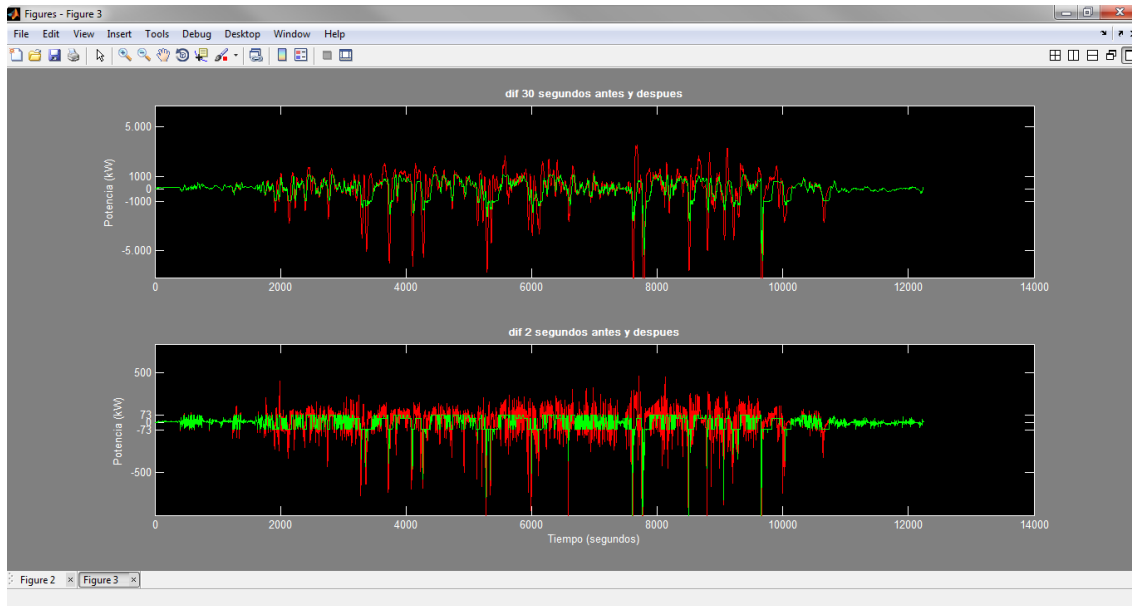 Figures - Figure 3
File Edit View Insert Tools Debug Desktop Window Help
dif 30 segundos antes y despues
Potencia (kW)
5.000
1000
0
-1000
-5.000
0 2000 4000 6000 8000 10000 12000 14000
dif 2 segundos antes y despues
Potencia (kW)
500
73
0
-73
-500
0 2000 4000 6000 8000 10000 12000 14000
Tiempo (segundos)
Figure 2 Figure 3